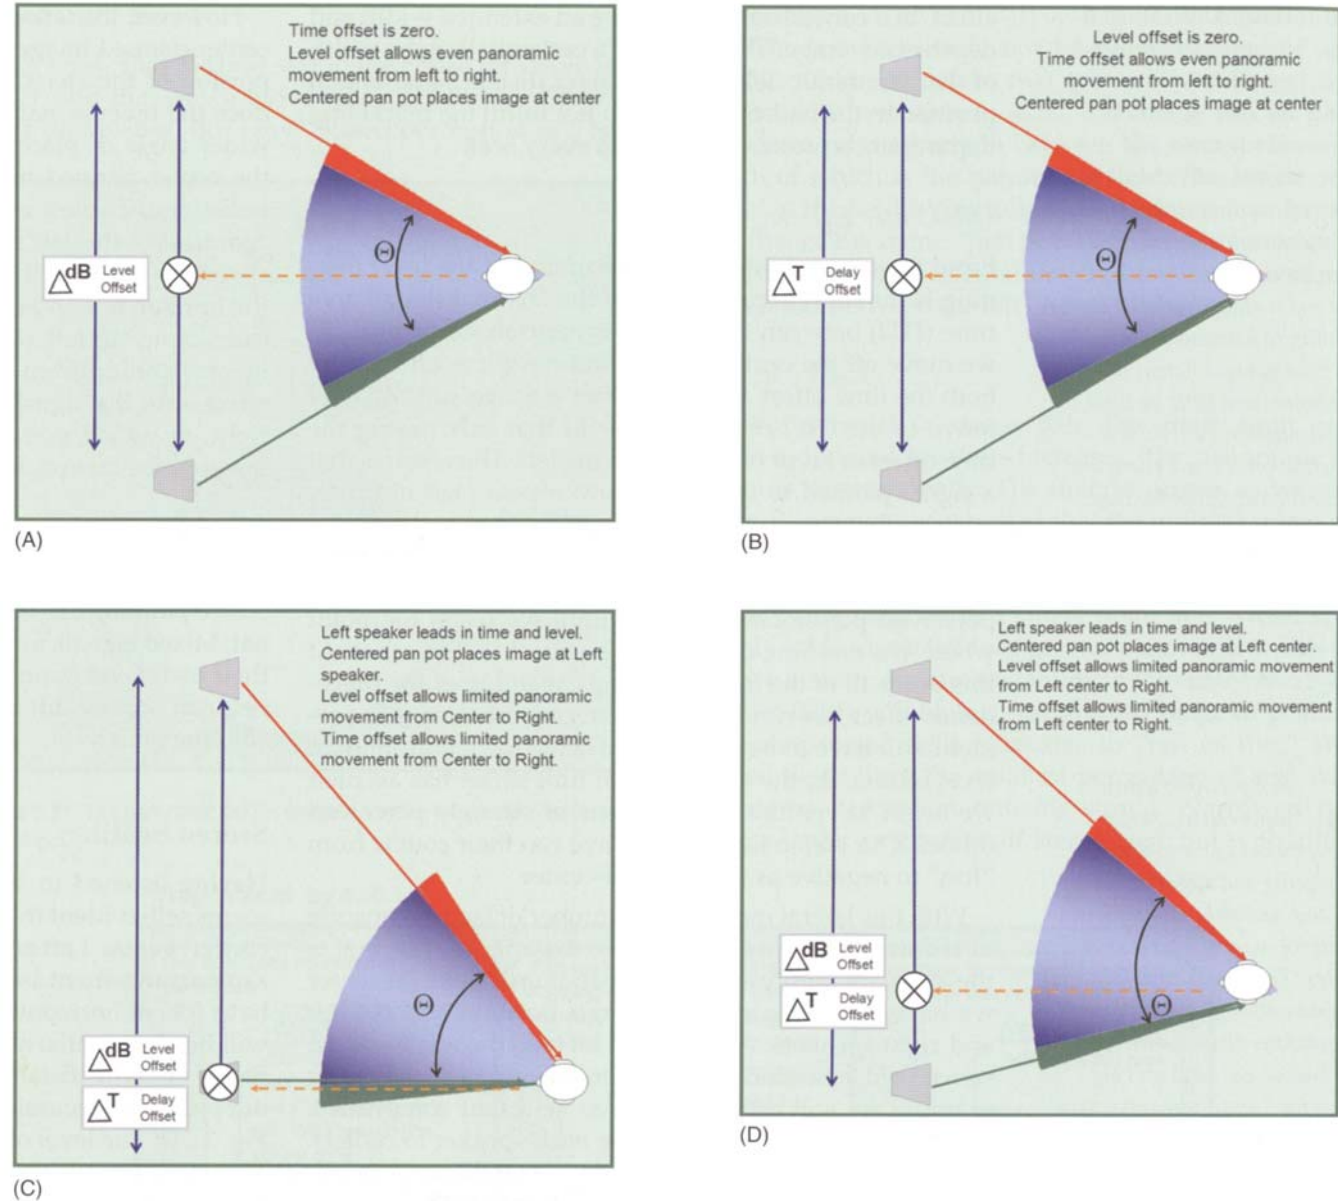 Time offset is zero.
Level offset allows even panoramic
movement from left to right.
Centered pan pot places image at center
Θ
△dB Level
Offset
(A)
Level offset is zero.
Time offset allows even panoramic
movement from left to right.
Centered pan pot places image at center
Θ
△T Delay
Offset
(B)
Left speaker leads in time and level.
Centered pan pot places image at Left
speaker.
Level offset allows limited panoramic
movement from Center to Right.
Time offset allows limited panoramic
movement from Center to Right.
Θ
△dB Level
Offset
△T Delay
Offset
(C)
Left speaker leads in time and level.
Centered pan pot places image at Left center.
Level offset allows limited panoramic movement
from Left center to Right.
Time offset allows limited panoramic movement
from Left center to Right.
△dB Level
Offset
△T Delay
Offset
Θ
(D)